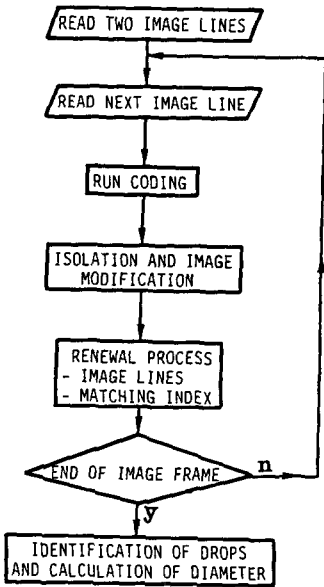 READ TWO IMAGE LINES
READ NEXT IMAGE LINE
RUN CODING
ISOLATION AND IMAGE
MODIFICATION
RENEWAL PROCESS
- IMAGE LINES
- MATCHING INDEX
END OF IMAGE FRAME
n
y
IDENTIFICATION OF DROPS
AND CALCULATION OF DIAMETER